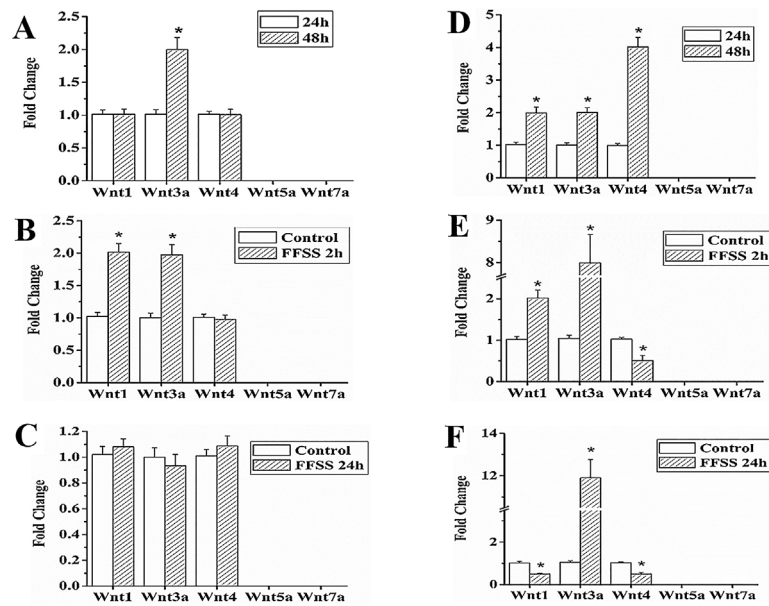 A
Fold Change
2.5
2.0
1.5
1.0
0.5
0.0
24h
48h
*
Wnt1 Wnt3a Wnt4 Wnt5a Wnt7a
B
Fold Change
2.5
2.0
1.5
1.0
0.5
0.0
Control
FFSS 2h
* *
Wnt1 Wnt3a Wnt4 Wnt5a Wnt7a
C
Fold Change
1.2
1.0
0.8
0.6
0.4
0.2
0.0
Control
FFSS 24h
Wnt1 Wnt3a Wnt4 Wnt5a Wnt7a
D
Fold Change
5
4
3
2
1
0
24h
48h
* * *
Wnt1 Wnt3a Wnt4 Wnt5a Wnt7a
E
Fold Change
8
2
1
0
Control
FFSS 2h
* * *
Wnt1 Wnt3a Wnt4 Wnt5a Wnt7a
F
Fold Change
14
12
2
0
Control
FFSS 24h
* * *
Wnt1 Wnt3a Wnt4 Wnt5a Wnt7a